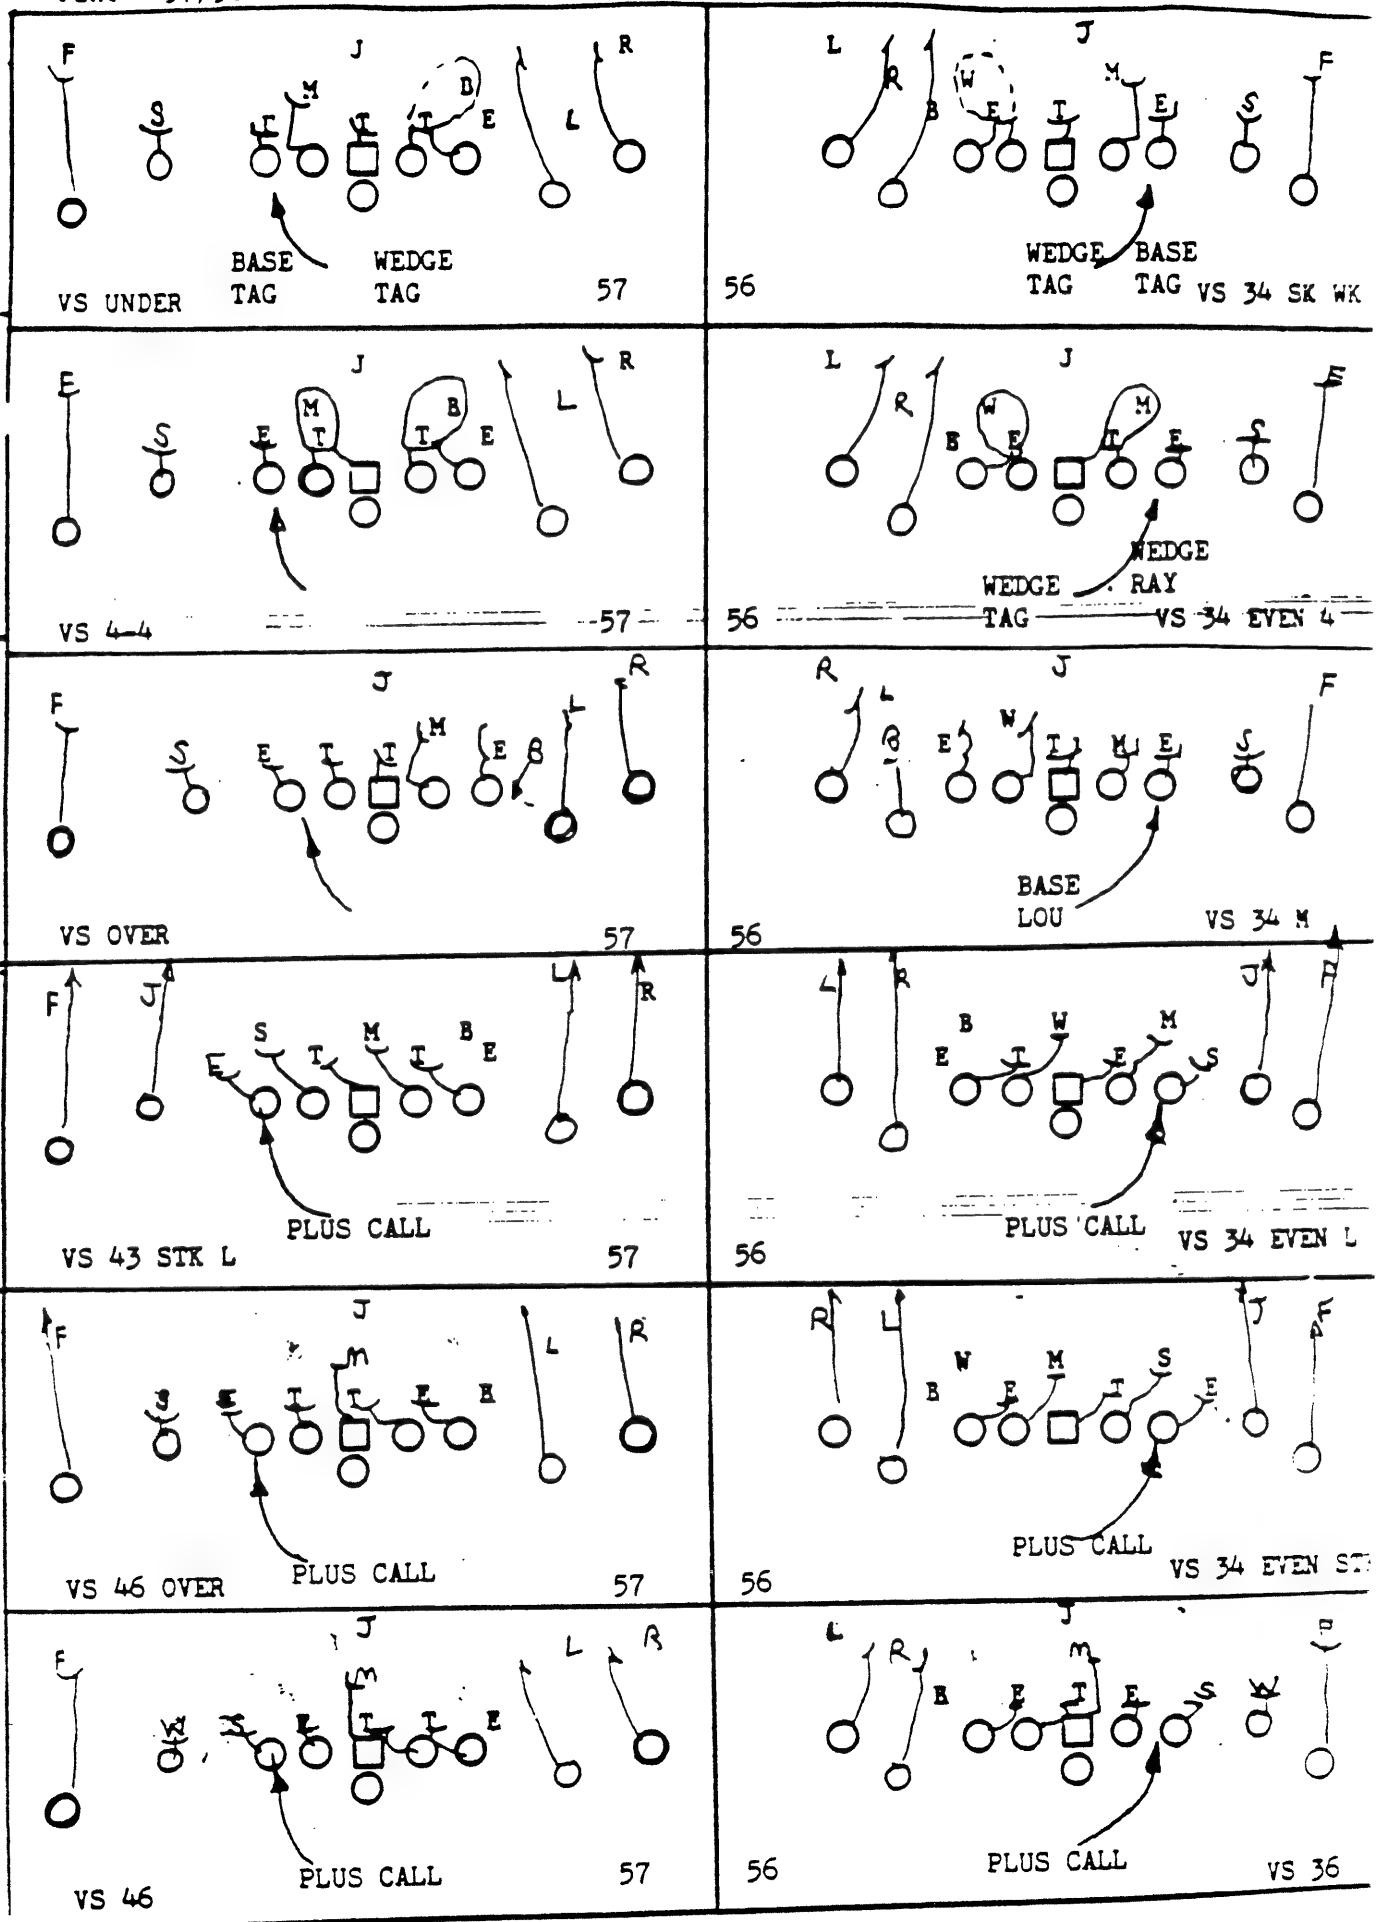 F J R
M B
S T T T E L
BASE WEDGE
TAG TAG
VS UNDER 57
L J F
R W M
B E T E S
WEDGE BASE
TAG TAG
56 VS 34 SK WK
F J R
M B L
S E T T E
VS 4-4 57
L J F
R W M
B E T E S
WEDGE
RAY
WEDGE
TAG
56 VS 34 EVEN 4
F J R
M L
S E T T E B
VS OVER 57
R L J F
B E W T M E S
BASE
LOU
56 VS 34 M
F J L R
S M B
E T T E
PLUS CALL
VS 43 STK L 57
L R J F
B W M
E T E S
PLUS CALL
56 VS 34 EVEN L
F J L R
M
S E T T E B
PLUS CALL
VS 46 OVER 57
R L J F
W M S
B E T E
PLUS CALL
56 VS 34 EVEN
F J L R
M
W S E T T E
PLUS CALL
VS 46 57
L R J F
M
B E T E S W
PLUS CALL
56 VS 36